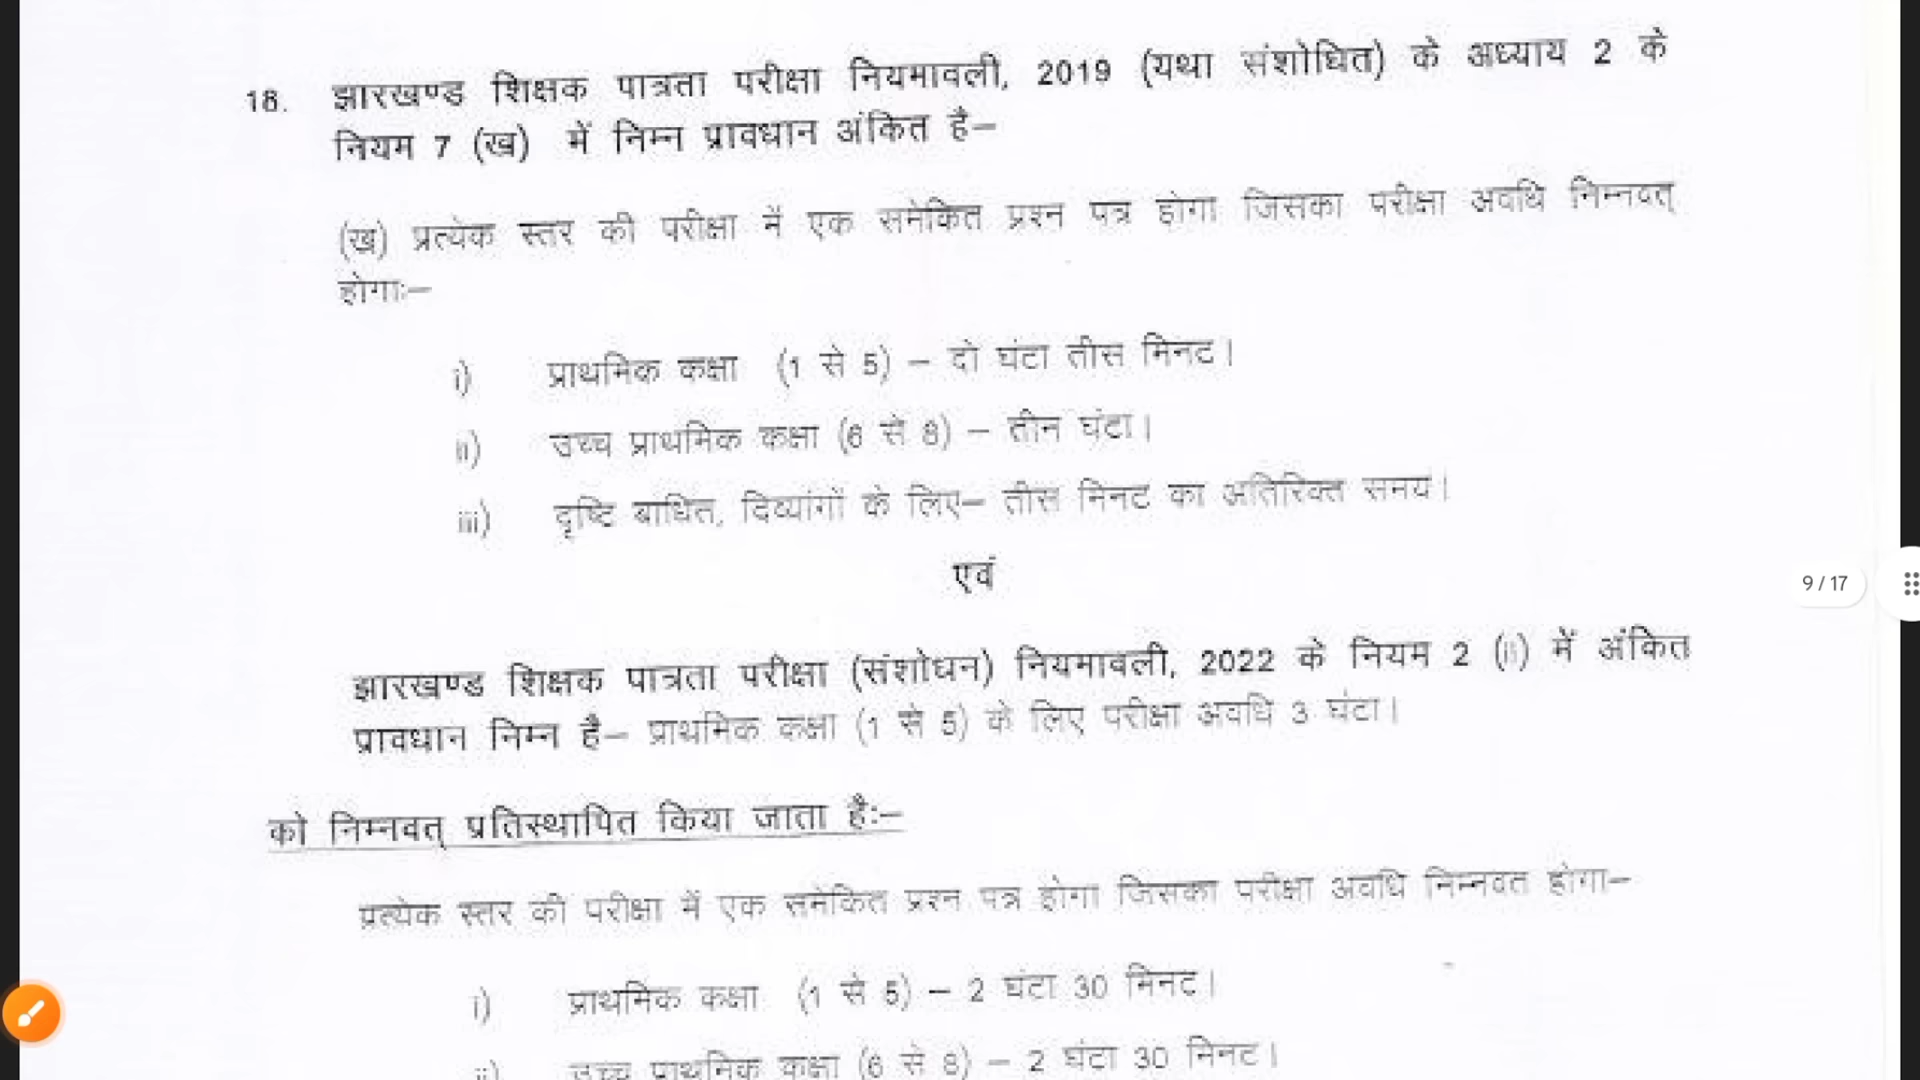 18. झारखण्ड शिक्षक पात्रता परीक्षा नियमावली, 2019 (यथा संशोधित) के अध्याय 2 के
नियम 7 (ख) में निम्न प्रावधान अंकित है–
(ख) प्रत्येक स्तर की परीक्षा में एक समेकित प्रश्न पत्र होगा जिसका परीक्षा अवधि निम्नवत्
होगाः–
i) प्राथमिक कक्षा (1 से 5) – दो घंटा तीस मिनट।
ii) उच्च प्राथमिक कक्षा (6 से 8) – तीन घंटा।
iii) दृष्टि बाधित, दिव्यांगों के लिए– तीस मिनट का अतिरिक्त समय।
एवं
9 / 17
झारखण्ड शिक्षक पात्रता परीक्षा (संशोधन) नियमावली, 2022 के नियम 2 (ii) में अंकित
प्रावधान निम्न है– प्राथमिक कक्षा (1 से 5) के लिए परीक्षा अवधि 3 घंटा।
को निम्नवत् प्रतिस्थापित किया जाता हैः–
प्रत्येक स्तर की परीक्षा में एक समेकित प्रश्न पत्र होगा जिसका परीक्षा अवधि निम्नवत होगा–
i) प्राथमिक कक्षा (1 से 5) – 2 घंटा 30 मिनट।
ii) उच्च प्राथमिक कक्षा (6 से 8) – 2 घंटा 30 मिनट।